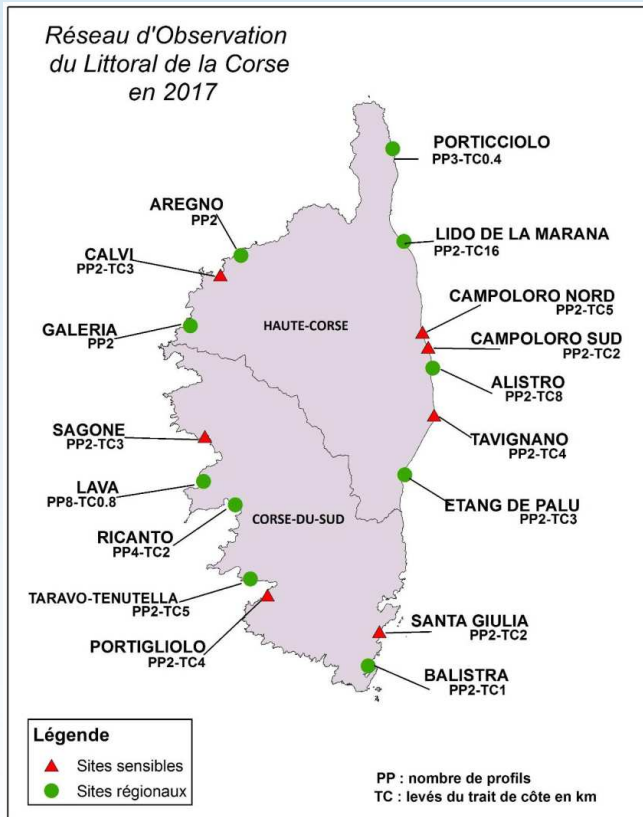 Réseau d'Observation
du Littoral de la Corse
en 2017
PORTICCIOLO
PP3-TC0.4
AREGNO
PP2
LIDO DE LA MARANA
PP2-TC16
CALVI
PP2-TC3
CAMPOLORO NORD
PP2-TC5
GALERIA
PP2
HAUTE-CORSE
CAMPOLORO SUD
PP2-TC2
ALISTRO
PP2-TC8
SAGONE
PP2-TC3
TAVIGNANO
PP2-TC4
LAVA
PP8-TC0.8
ETANG DE PALU
PP2-TC3
RICANTO
PP4-TC2
CORSE-DU-SUD
TARAVO-TENUTELLA
PP2-TC5
SANTA GIULIA
PP2-TC2
PORTIGLIOLO
PP2-TC4
BALISTRA
PP2-TC1
Légende
Sites sensibles
Sites régionaux
PP : nombre de profils
TC : levés du trait de côte en km